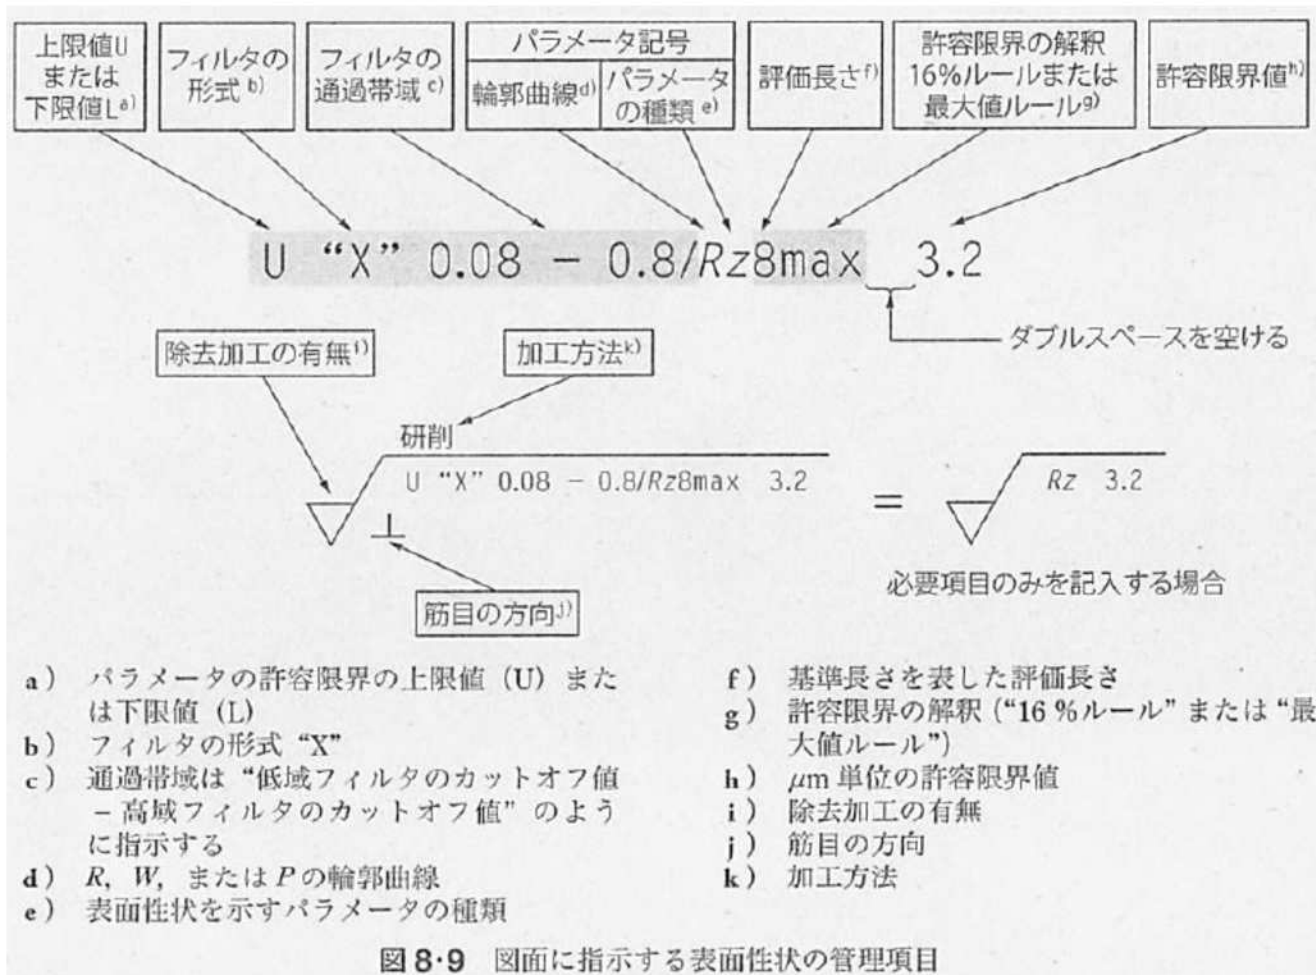 上限値U
または
下限値Lᵃ⁾
フィルタの
形式ᵇ⁾
フィルタの
通過帯域ᶜ⁾
パラメータ記号
輪郭曲線ᵈ⁾
パラメータ
の種類ᵉ⁾
評価長さᶠ⁾
許容限界の解釈
16%ルールまたは
最大値ルールᵍ⁾
許容限界値ʰ⁾
U “X” 0.08 − 0.8/Rz8max 3.2
ダブルスペースを空ける
除去加工の有無ⁱ⁾
加工方法ᵏ⁾
研削
U “X” 0.08 − 0.8/Rz8max 3.2
⊥
=
Rz 3.2
筋目の方向ʲ⁾
必要項目のみを記入する場合
a) パラメータの許容限界の上限値 (U) また
は下限値 (L)
b) フィルタの形式 “X”
c) 通過帯域は “低域フィルタのカットオフ値
− 高域フィルタのカットオフ値” のよう
に指示する
d) R, W, または P の輪郭曲線
e) 表面性状を示すパラメータの種類
f) 基準長さを表した評価長さ
g) 許容限界の解釈 (“16 %ルール” または “最
大値ルール”)
h) μm 単位の許容限界値
i) 除去加工の有無
j) 筋目の方向
k) 加工方法
図8・9 図面に指示する表面性状の管理項目